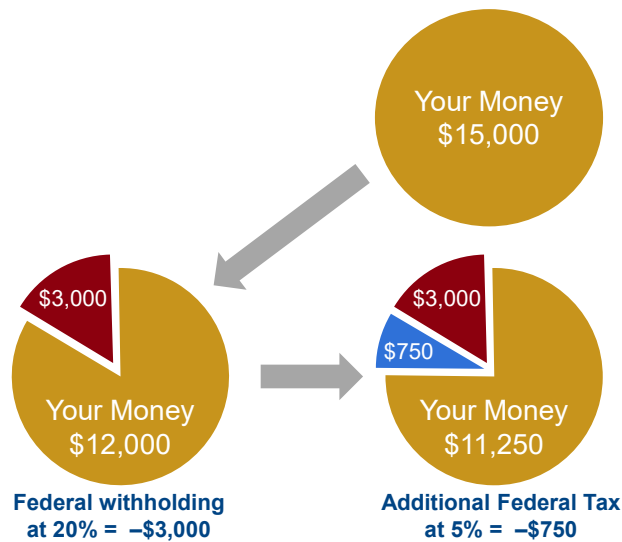 Your Money
$15,000
$3,000
Your Money
$12,000
Federal withholding
at 20% = –$3,000
$3,000
$750
Your Money
$11,250
Additional Federal Tax
at 5% = –$750